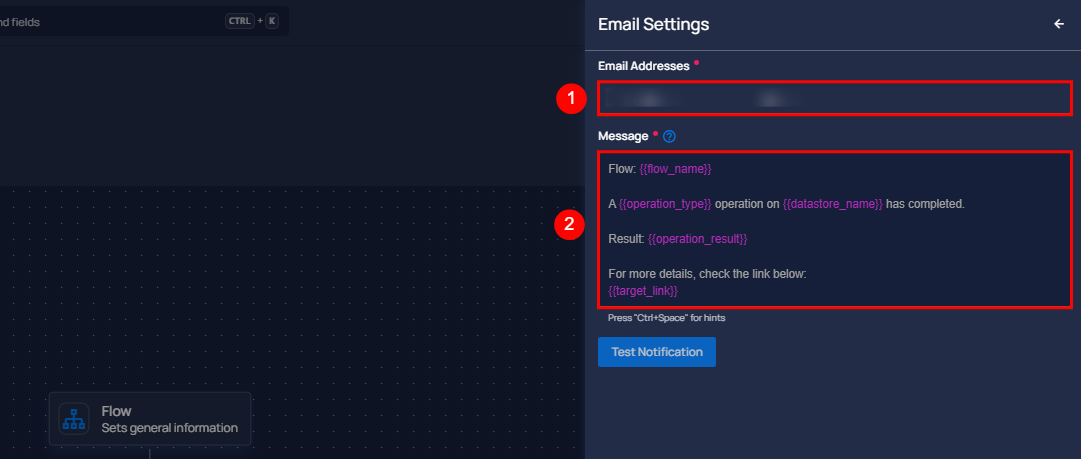 nd fields
CTRL + K
Email Settings
Email Addresses *
1
Message *
2
Flow: {{flow_name}}
A {{operation_type}} operation on {{datastore_name}} has completed.
Result: {{operation_result}}
For more details, check the link below:
{{target_link}}
Press "Ctrl+Space" for hints
Test Notification
Flow
Sets general information